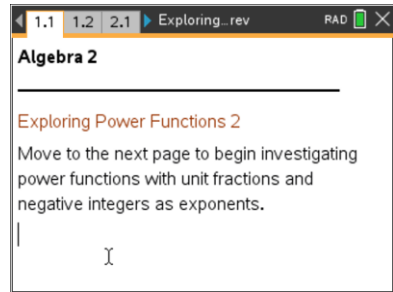 1.1 1.2 2.1 Exploring…rev RAD
Algebra 2
Exploring Power Functions 2
Move to the next page to begin investigating
power functions with unit fractions and
negative integers as exponents.